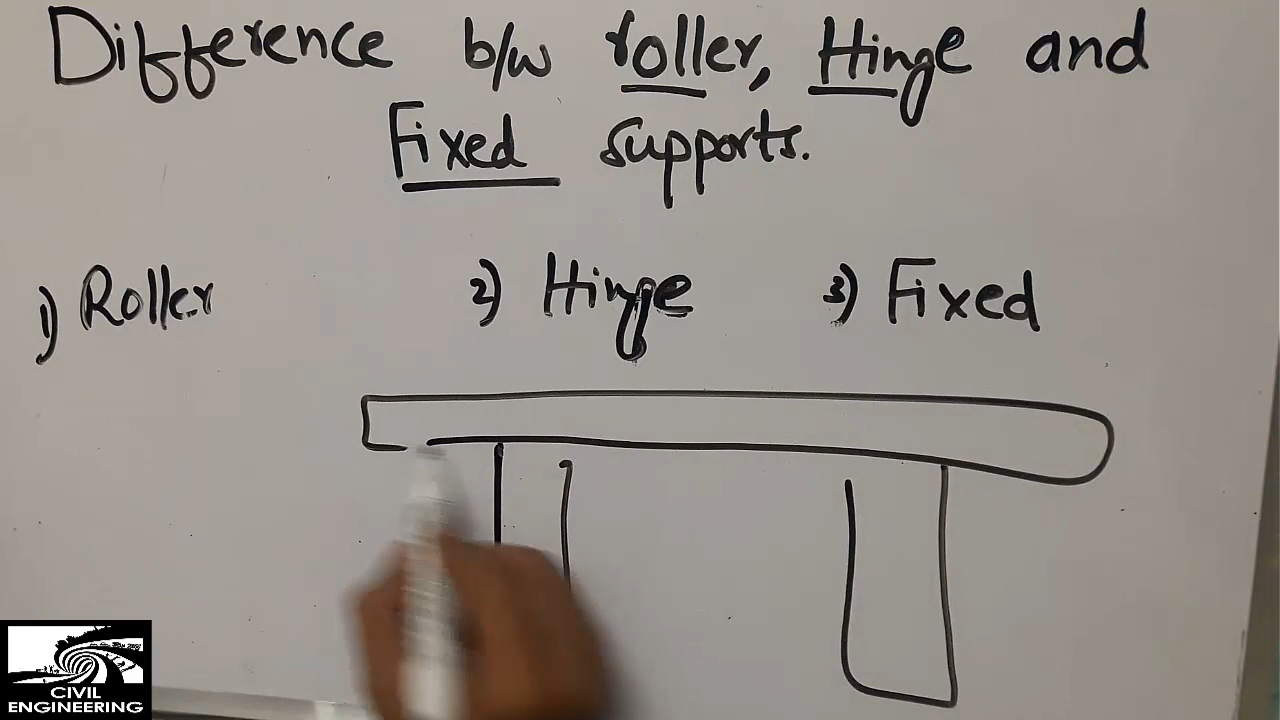 Difference b/w roller, Hinge and
Fixed supports.
1) Roller 2) Hinge 3) Fixed
CIVIL
ENGINEERING